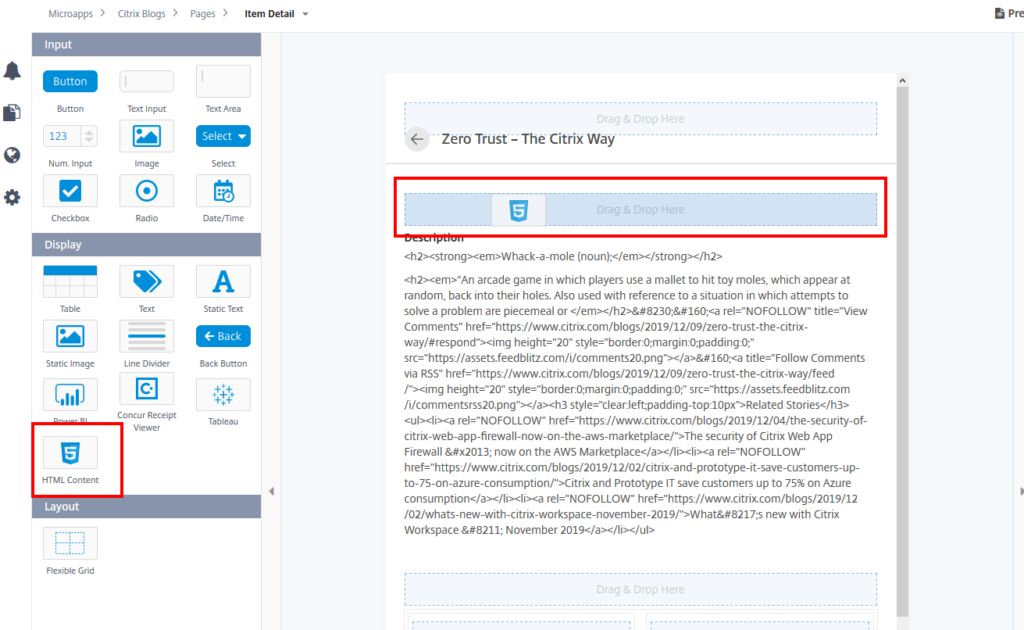 Microapps > Citrix Blogs > Pages > Item Detail
Pre
Input
Button
Button Text Input Text Area
123 Select
Num. Input Image Select
Checkbox Radio Date/Time
Display
Table Text Static Text
Back
Static Image Line Divider Back Button
Power BI Concur Receipt Viewer Tableau
HTML Content
Layout
Flexible Grid
Drag & Drop Here
Zero Trust – The Citrix Way
Drag & Drop Here
Description
<h2><strong><em>Whack-a-mole (noun);</em></strong></h2>
<h2><em>"An arcade game in which players use a mallet to hit toy moles, which appear at
random, back into their holes. Also used with reference to a situation in which attempts to
solve a problem are piecemeal or </em></h2>&#8230;&#160;<a rel="NOFOLLOW" title="View
Comments" href="https://www.citrix.com/blogs/2019/12/09/zero-trust-the-citrix-
way/#respond"><img height="20" style="border:0;margin:0;padding:0;"
src="https://assets.feedblitz.com/i/comments20.png"></a>&#160;<a title="Follow Comments
via RSS" href="https://www.citrix.com/blogs/2019/12/09/zero-trust-the-citrix-way/feed
/"><img height="20" style="border:0;margin:0;padding:0;" src="https://assets.feedblitz.com
/i/commentsrss20.png"></a><h3 style="clear:left;padding-top:10px">Related Stories</h3>
<ul><li><a rel="NOFOLLOW" href="https://www.citrix.com/blogs/2019/12/04/the-security-of-
citrix-web-app-firewall-now-on-the-aws-marketplace/">The security of Citrix Web App
Firewall &#x2013; now on the AWS Marketplace</a></li><li><a rel="NOFOLLOW"
href="https://www.citrix.com/blogs/2019/12/02/citrix-and-prototype-it-save-customers-up-
to-75-on-azure-consumption/">Citrix and Prototype IT save customers up to 75% on Azure
consumption</a></li><li><a rel="NOFOLLOW" href="https://www.citrix.com/blogs/2019/12
/02/whats-new-with-citrix-workspace-november-2019/">What&#8217;s new with Citrix
Workspace &#8211; November 2019</a></li></ul>
Drag & Drop Here